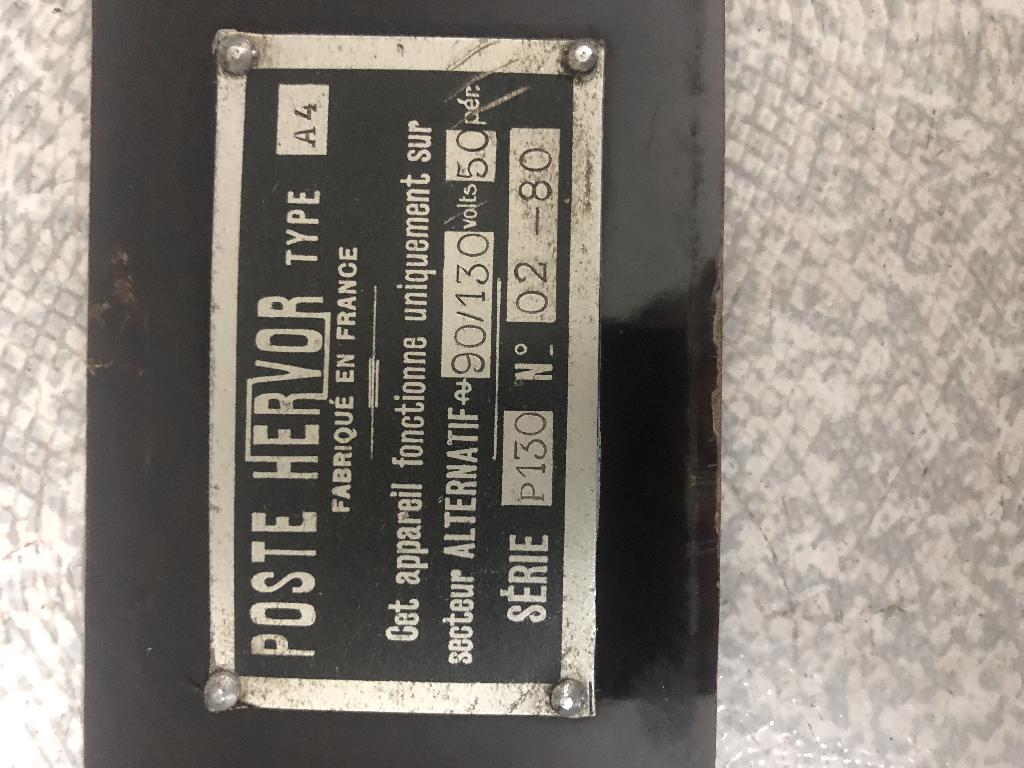 POSTE HERVOR TYPE A4
FABRIQUÉ EN FRANCE
Cet appareil fonctionne uniquement sur
secteur ALTERNATIF 90/130 volts 50 pér.
SÉRIE P130 Nº 02-80